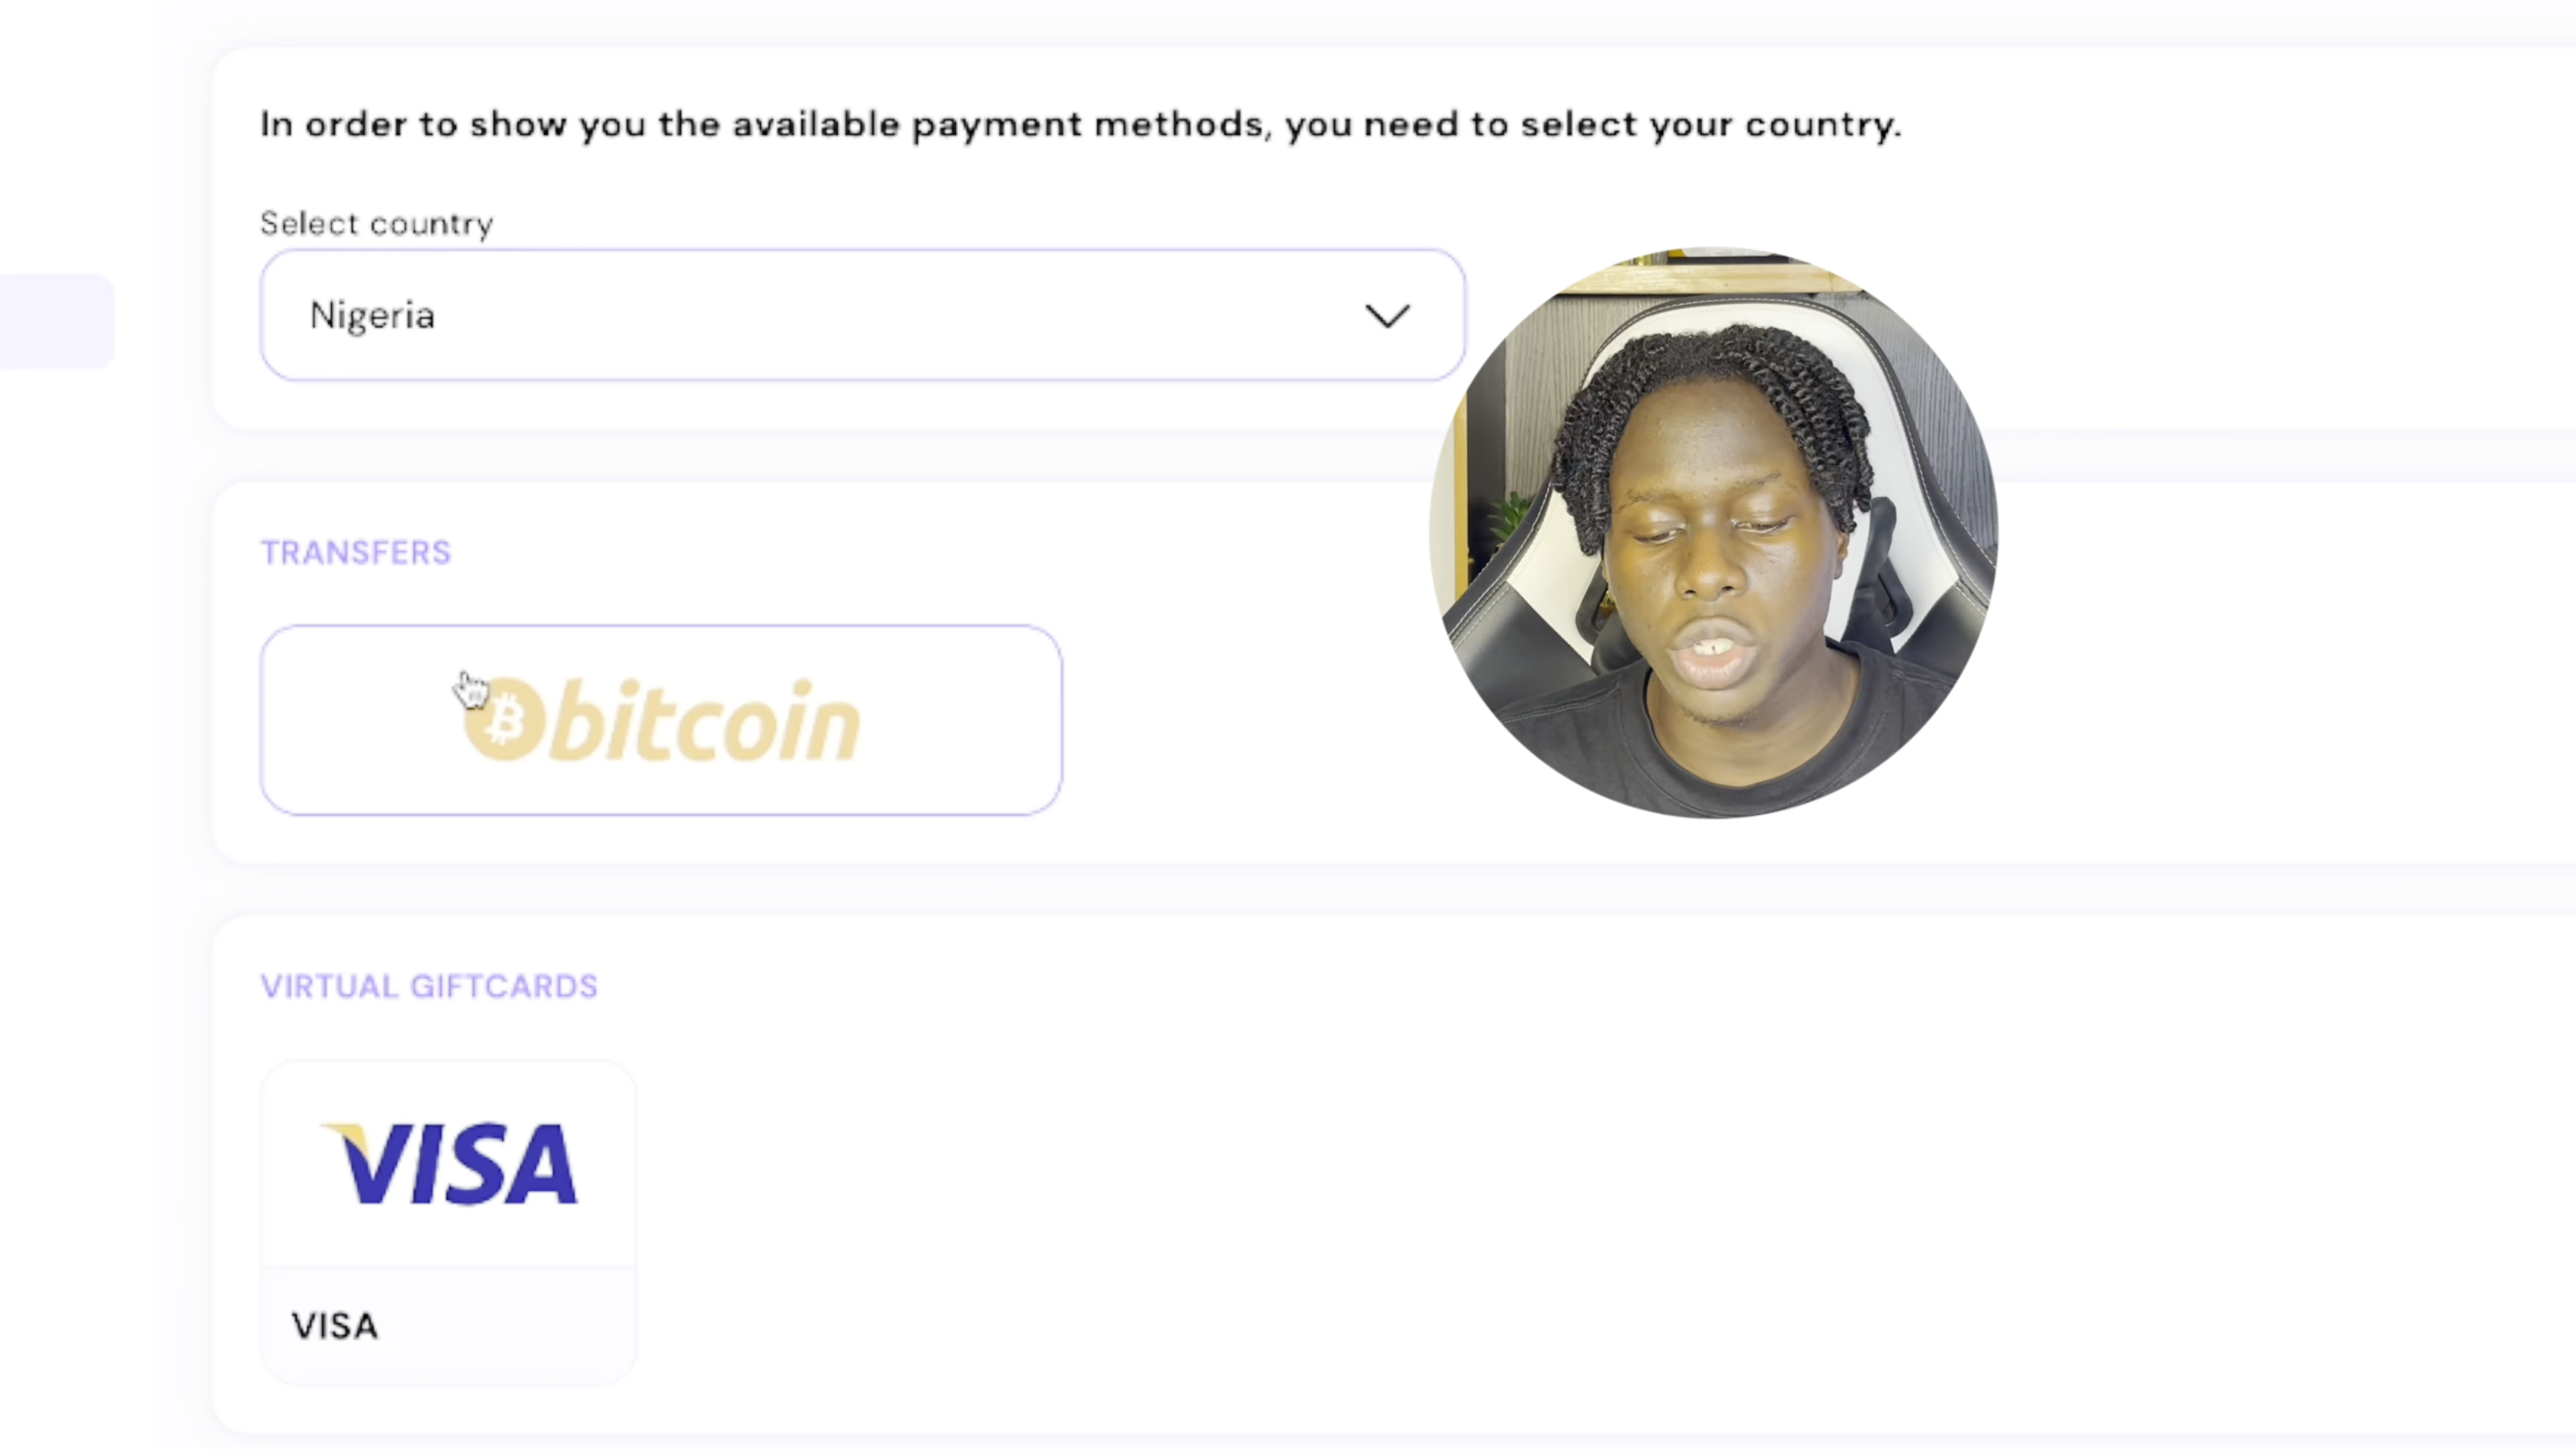 In order to show you the available payment methods, you need to select your country.
Select country
Nigeria
TRANSFERS
bitcoin
VIRTUAL GIFTCARDS
VISA
VISA